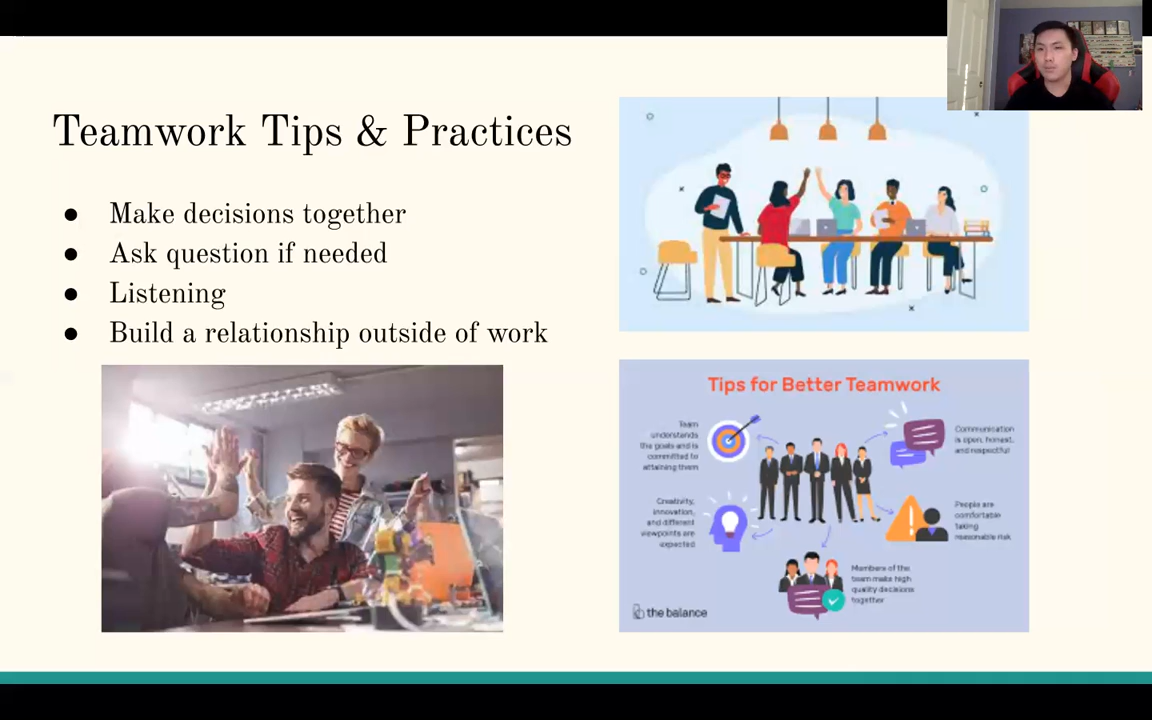 Teamwork Tips & Practices
● Make decisions together
● Ask question if needed
● Listening
● Build a relationship outside of work
Tips for Better Teamwork
Team
understands
the goals and is
committed to
attaining them
Communication
is open, honest,
and respectful
Creativity,
innovation,
and different
viewpoints are
expected
People are
comfortable
taking
reasonable risk
Members of the
team make high
quality decisions
together
the balance